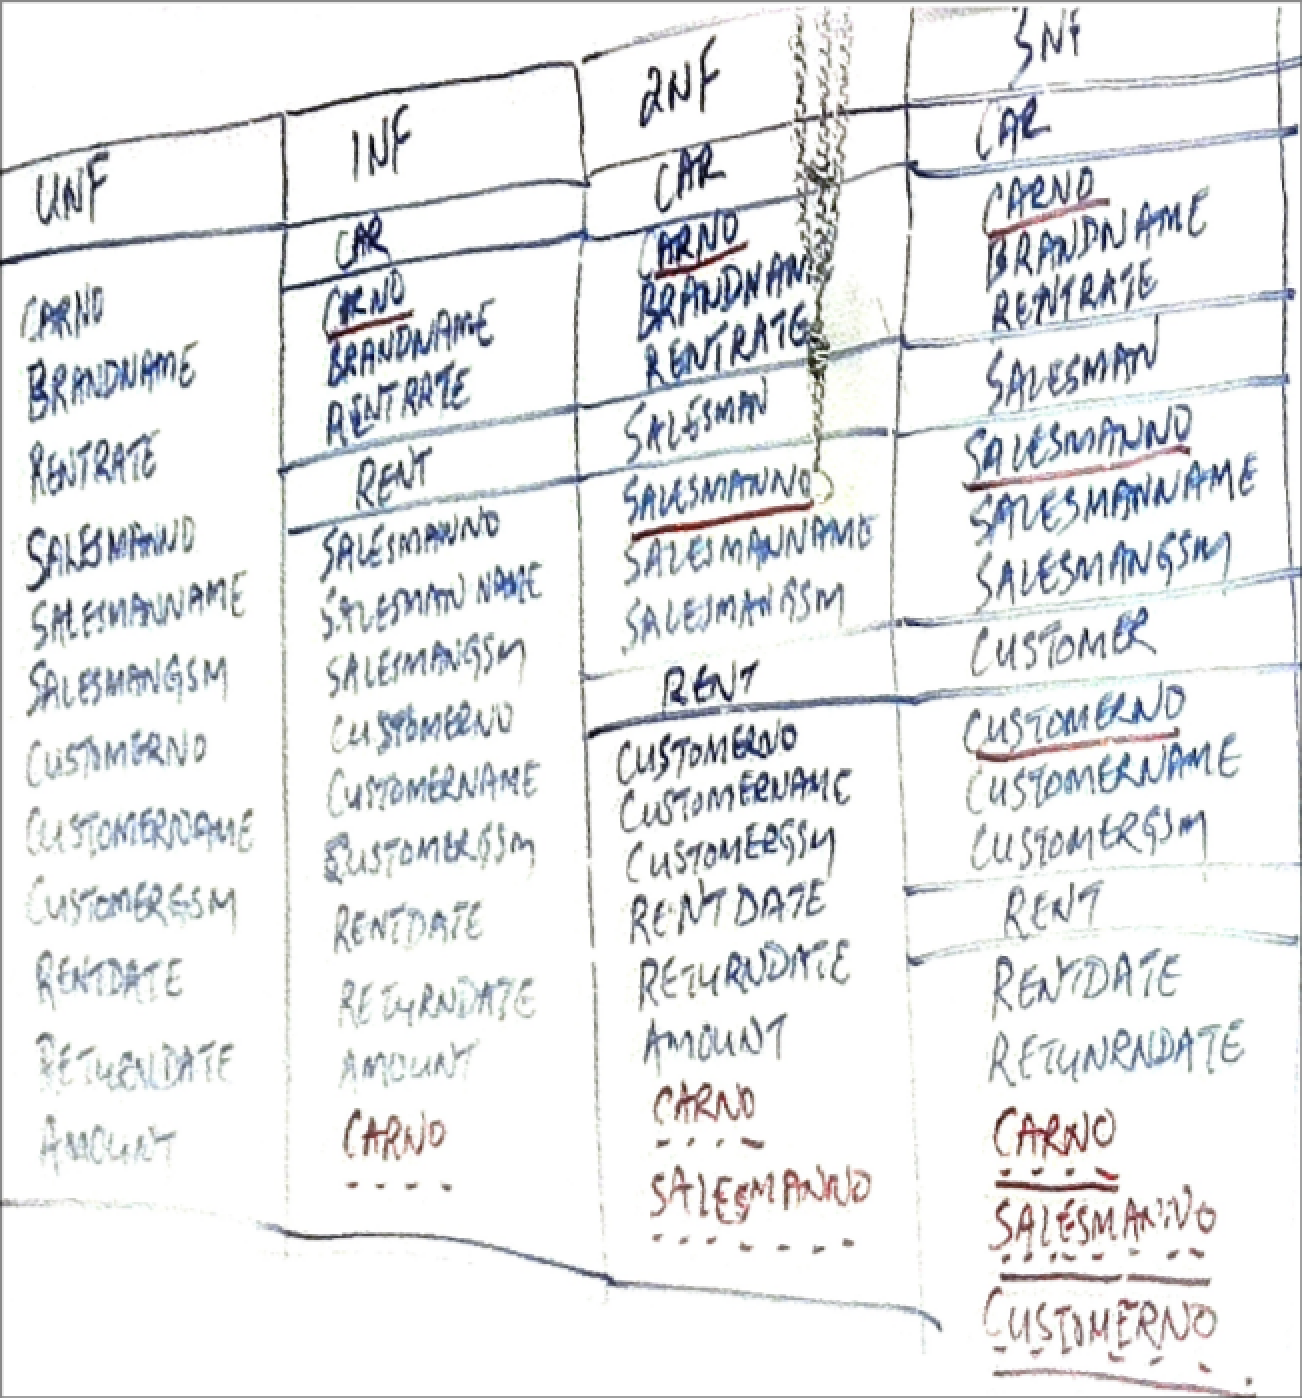 UNF
CARNO
BRANDNAME
RENTRATE
SALESMANNO
SALESMANNAME
SALESMANGSM
CUSTOMERNO
CUSTOMERNAME
CUSTOMERGSM
RENTDATE
RETURNDATE
AMOUNT
1NF
CAR
CARNO
BRANDNAME
RENTRATE
RENT
SALESMANNO
SALESMAN NAME
SALESMANGSM
CUSTOMERNO
CUSTOMERNAME
CUSTOMERGSM
RENTDATE
RETURNDATE
AMOUNT
CARNO
2NF
CAR
CARNO
BRANDNAM
RENTRATE
SALESMAN
SALESMANNO
SALESMANNAME
SALESMANGSM
RENT
CUSTOMERNO
CUSTOMERNAME
CUSTOMERGSM
RENTDATE
RETURNDATE
AMOUNT
CARNO
SALESMANNO
3NF
CAR
CARNO
BRANDNAME
RENTRATE
SALESMAN
SALESMANNO
SALESMANNAME
SALESMANGSM
CUSTOMER
CUSTOMERNO
CUSTOMERNAME
CUSTOMERGSM
RENT
RENTDATE
RETUNRNDATE
CARNO
SALESMANNO
CUSTOMERNO